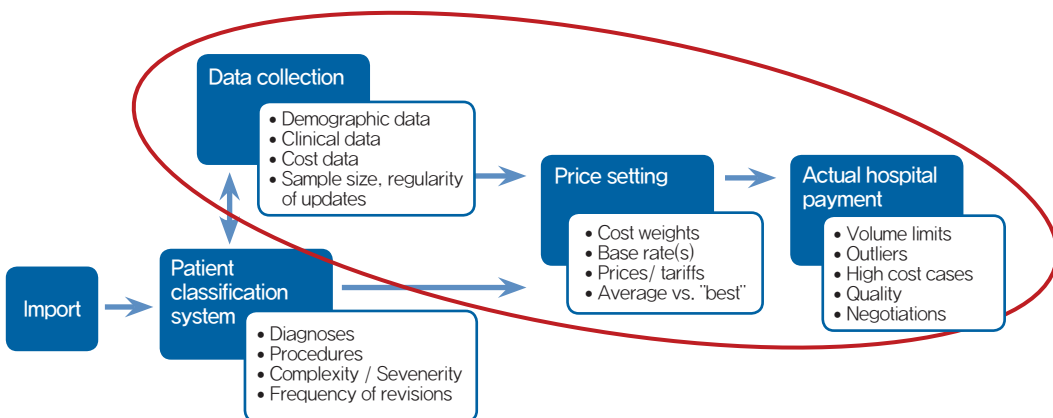 Data collection
• Demographic data
• Clinical data
• Cost data
• Sample size, regularity
of updates
Price setting
• Cost weights
• Base rate(s)
• Prices/ tariffs
• Average vs. "best"
Actual hospital
payment
• Volume limits
• Outliers
• High cost cases
• Quality
• Negotiations
Import
Patient
classification
system
• Diagnoses
• Procedures
• Complexity / Sevenerity
• Frequency of revisions